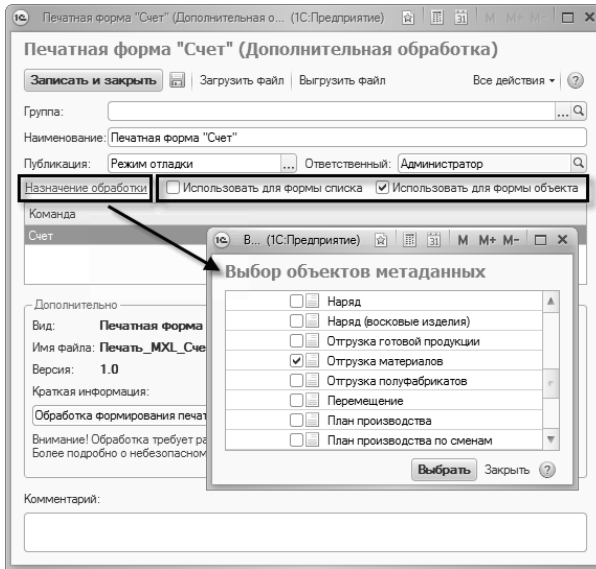 Печатная форма "Счет" (Дополнительная о... (1С:Предприятие) M M+ M-
Печатная форма "Счет" (Дополнительная обработка)
Записать и закрыть Загрузить файл Выгрузить файл Все действия
Группа:
Наименование: Печатная форма "Счет"
Публикация: Режим отладки ... Ответственный: Администратор
Назначение обработки Использовать для формы списка Использовать для формы объекта
Команда
Счет
В... (1С:Предприятие) M M+ M-
Выбор объектов метаданных
Наряд
Наряд (восковые изделия)
Отгрузка готовой продукции
Отгрузка материалов
Отгрузка полуфабрикатов
Перемещение
План производства
План производства по сменам
Выбрать Закрыть
Дополнительно
Вид: Печатная форма
Имя файла: Печать_MXL_Сче
Версия: 1.0
Краткая информация:
Обработка формирования печат
Внимание! Обработка требует ра
Более подробно о небезопасном
Комментарий: